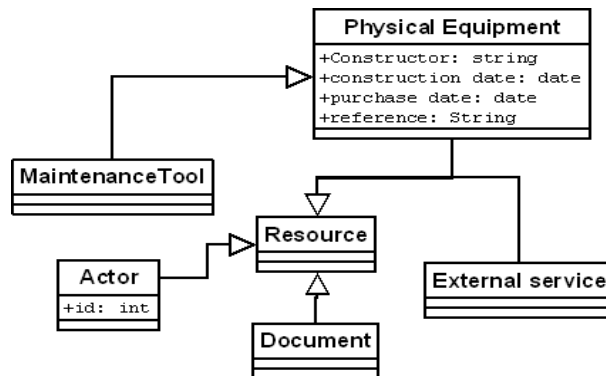 Physical Equipment
+Constructor: string
+construction date: date
+purchase date: date
+reference: String
MaintenanceTool
Resource
Actor
+id: int
External service
Document